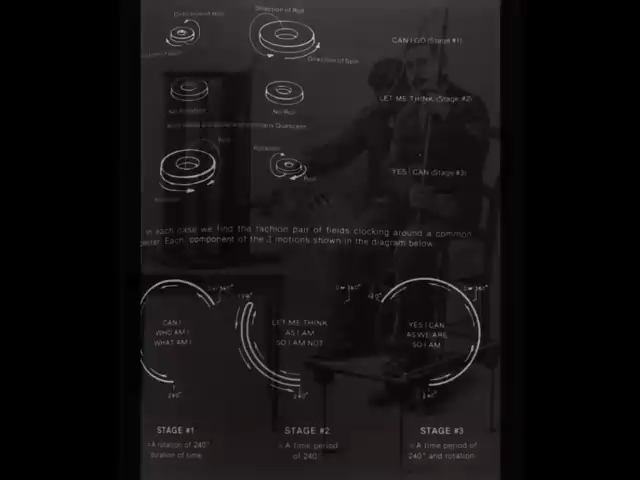 Direction of Roll
CAN I GO (Stage #1)
Direction of Spin
LET ME THINK (Stage #2)
No Rotation
No Roll
Rotation
Roll
YES I CAN (Stage #3)
in each case we find the tachion pair of fields clocking around a common
center. Each component of the 3 motions shown in the diagram below.
CAN I
WHO AM I
WHAT AM I
LET ME THINK
AS I AM
SO I AM NOT
YES I CAN
AS WE ARE
SO I AM
240°
240°
240°
STAGE #1
STAGE #2
STAGE #3
= A rotation of 240°
= A time period
of 240°
= A time period of
240° and rotation